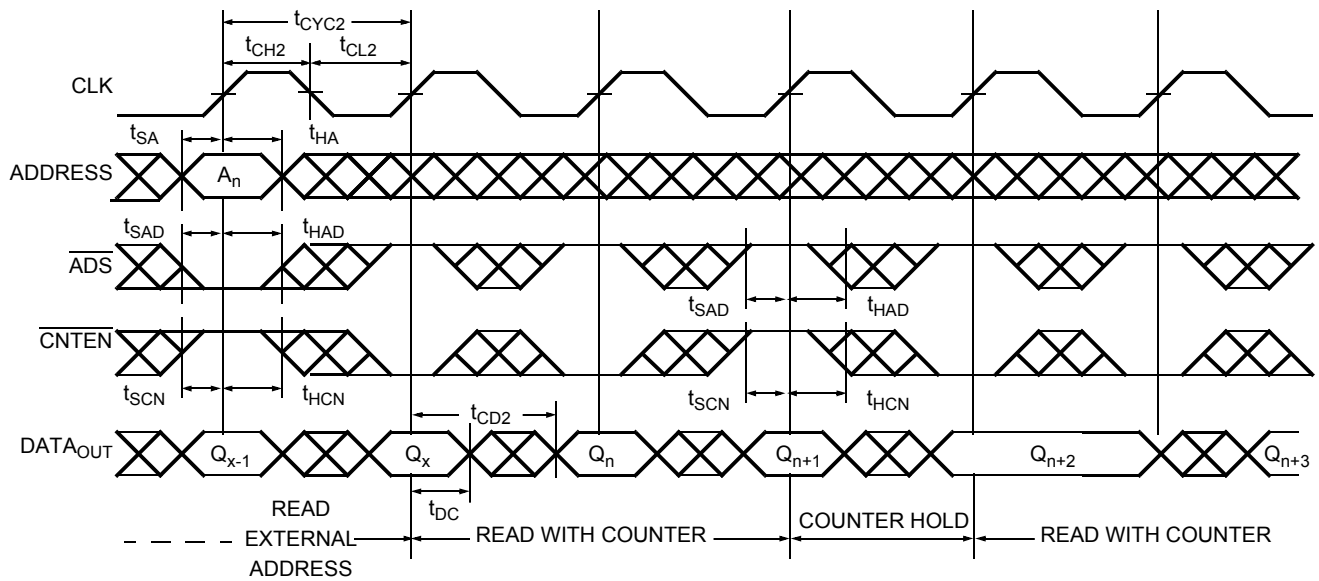 tCYC2
tCH2 tCL2
CLK
tSA tHA
ADDRESS An
tSAD tHAD
ADS
tSAD tHAD
CNTEN
tSCN tHCN tSCN tHCN
tCD2
DATAOUT Qx-1 Qx Qn Qn+1 Qn+2 Qn+3
tDC
READ
EXTERNAL
ADDRESS
READ WITH COUNTER COUNTER HOLD READ WITH COUNTER